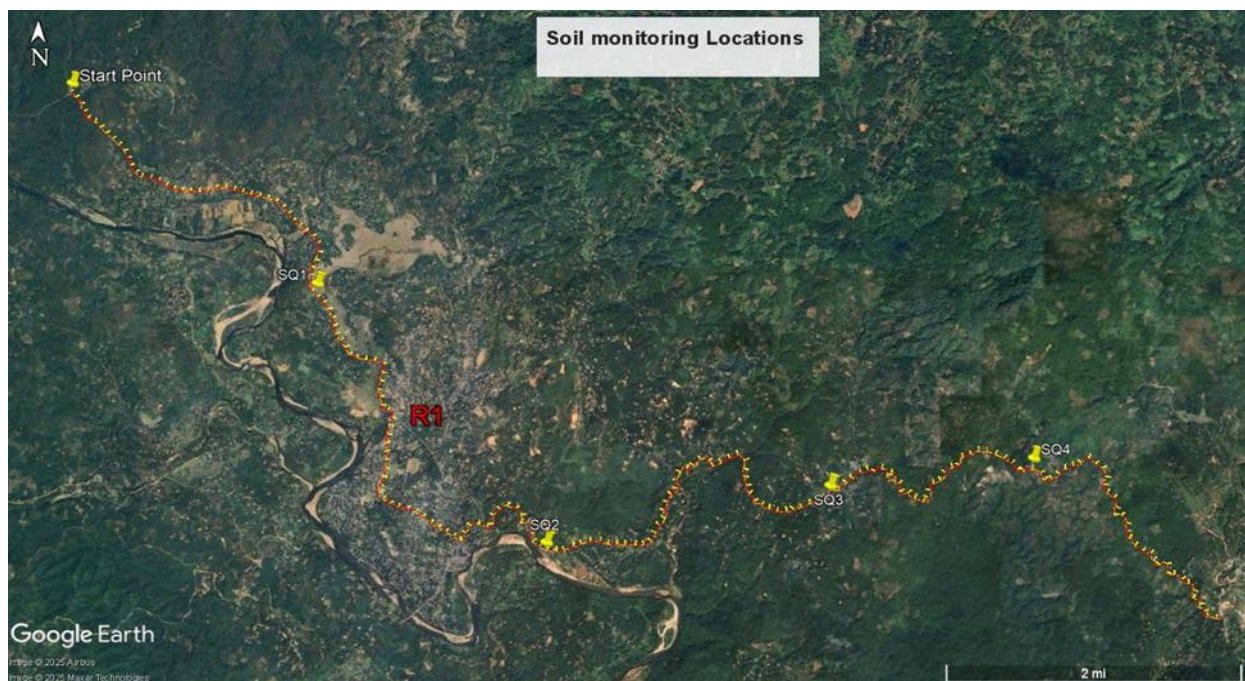 Soil monitoring Locations
N
Start Point
SQ1
R1
SQ4
SQ3
SQ2
Google Earth
Image © 2025 Airbus
Image © 2025 Maxar Technologies
2 mi